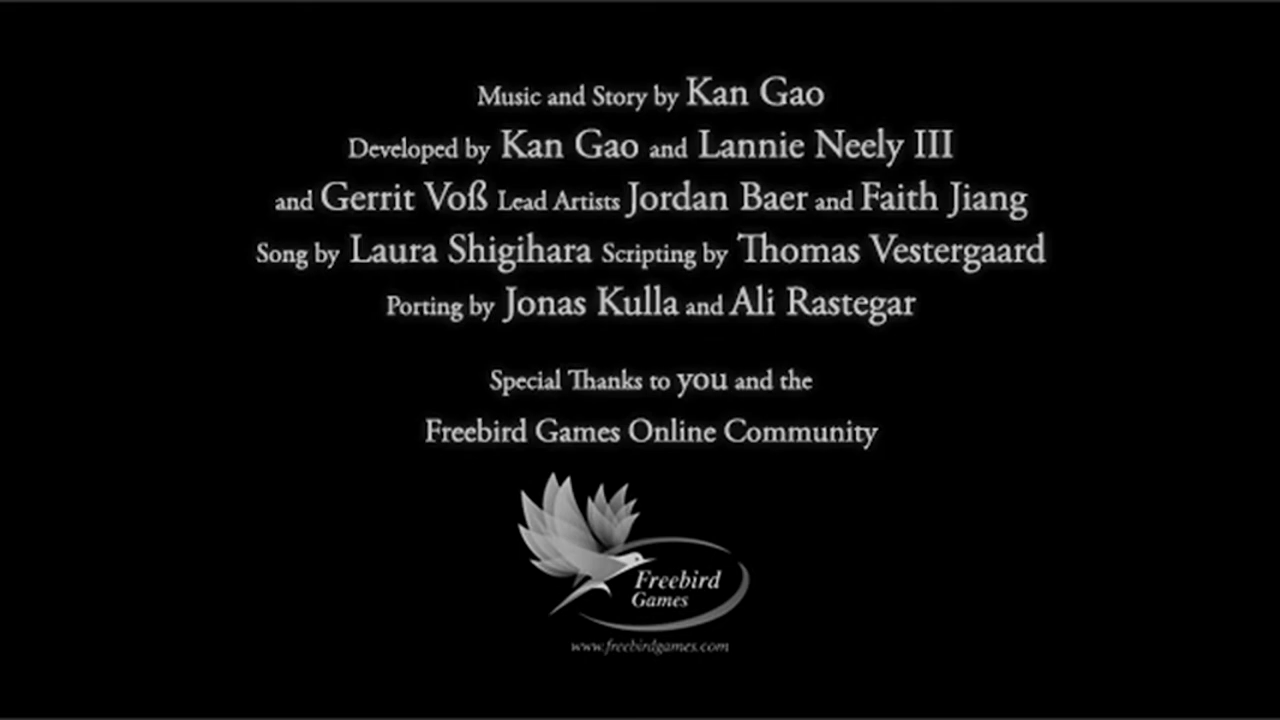 Music and Story by Kan Gao
Developed by Kan Gao and Lannie Neely III
and Gerrit Voß Lead Artists Jordan Baer and Faith Jiang
Song by Laura Shigihara Scripting by Thomas Vestergaard
Porting by Jonas Kulla and Ali Rastegar
Special Thanks to you and the
Freebird Games Online Community
Freebird
Games
www.freebirdgames.com